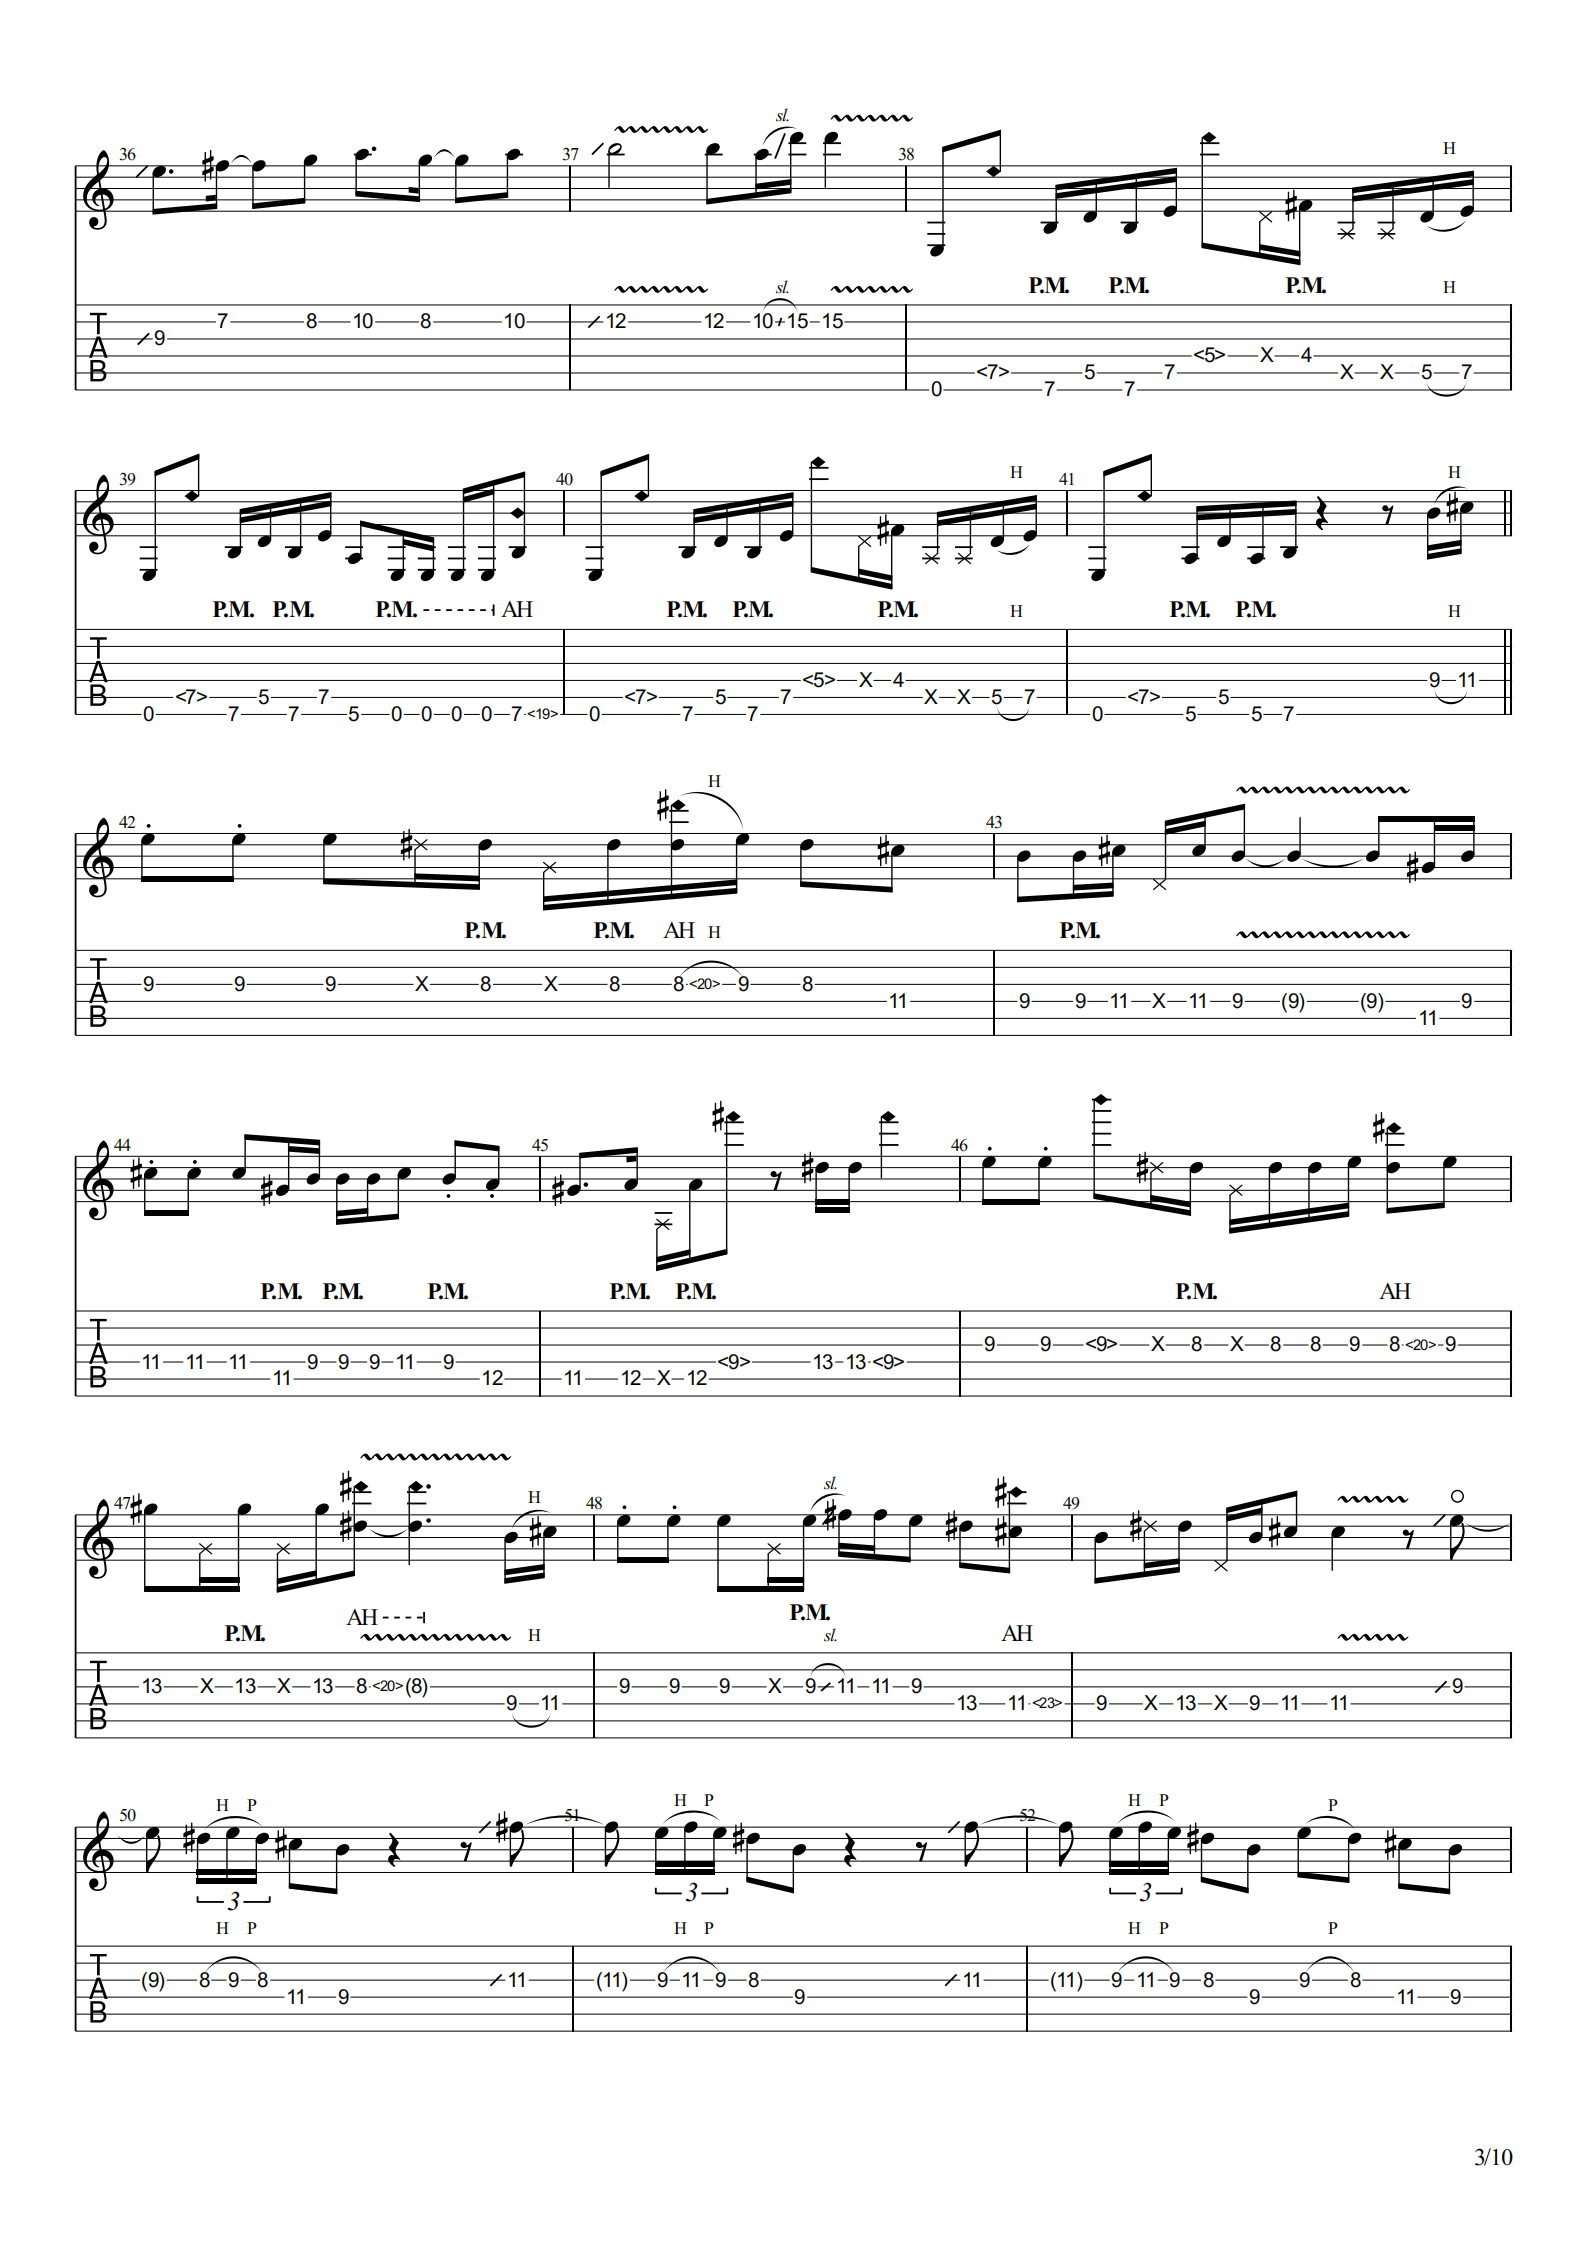 sl.
36 37 38 H
sl.
P.M. P.M. P.M. H
T
A
B
9 7 8 10 8 10 12 12 10 15 15 0 <7> 7 5 7 7 <5> X 4 X X 5 7
39 40 H 41 H
P.M. P.M. P.M. AH P.M. P.M. P.M. H P.M. P.M. H
T
A
B
0 <7> 7 5 7 7 5 0 0 0 0 7 <19> 0 <7> 7 5 7 7 <5> X 4 X X 5 7 0 <7> 5 5 5 7 9 11
H
42 43
P.M. P.M. AH H P.M.
T
A
B
9 9 9 X 8 X 8 8 <20> 9 8 11 9 9 11 X 11 9 (9) (9) 11 9
44 45 46
P.M. P.M. P.M. P.M. P.M. P.M. AH
T
A
B
11 11 11 11 9 9 9 11 9 12 11 12 X 12 <9> 13 13 <9> 9 9 <9> X 8 X 8 8 9 8 <20> 9
47 H 48 sl. 49
P.M. AH H P.M. sl. AH
T
A
B
13 X 13 X 13 8 <20> (8) 9 11 9 9 9 X 9 11 11 9 13 11 <23> 9 X 13 X 9 11 11 9
50 H P 51 H P 52 H P P
3 3 3
H P H P H P P
T
A
B
(9) 8 9 8 11 9 11 (11) 9 11 9 8 9 11 (11) 9 11 9 8 9 9 8 11 9
3/10